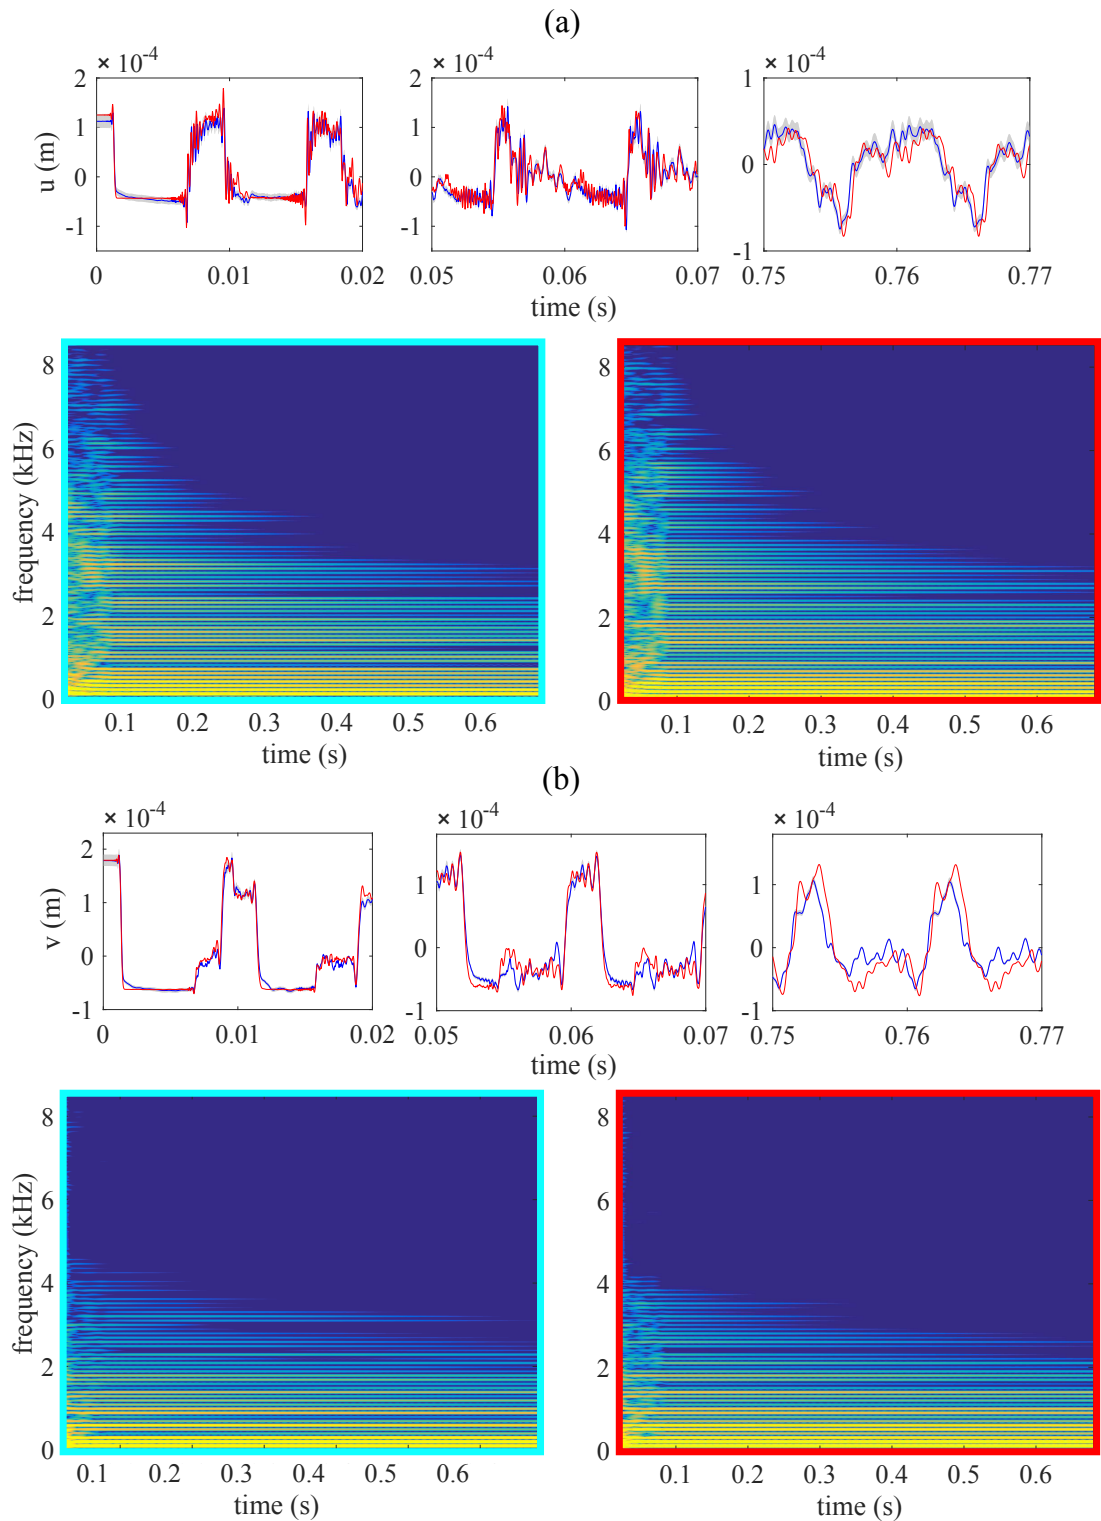 (a)
× 10-4 × 10-4 × 10-4
u (m)
2 1 0 -1
0 0.01 0.02
2 1 0 -1
0.05 0.06 0.07
1 0 -1
0.75 0.76 0.77
time (s)
frequency (kHz)
8 6 4 2 0
0.1 0.2 0.3 0.4 0.5 0.6
time (s)
8 6 4 2 0
0.1 0.2 0.3 0.4 0.5 0.6
time (s)
(b)
× 10-4 × 10-4 × 10-4
v (m)
2 1 0 -1
0 0.01 0.02
2 1 0 -1
0.05 0.06 0.07
2 1 0 -1
0.75 0.76 0.77
time (s)
frequency (kHz)
8 6 4 2 0
0.1 0.2 0.3 0.4 0.5 0.6
time (s)
8 6 4 2 0
0.1 0.2 0.3 0.4 0.5 0.6
time (s)